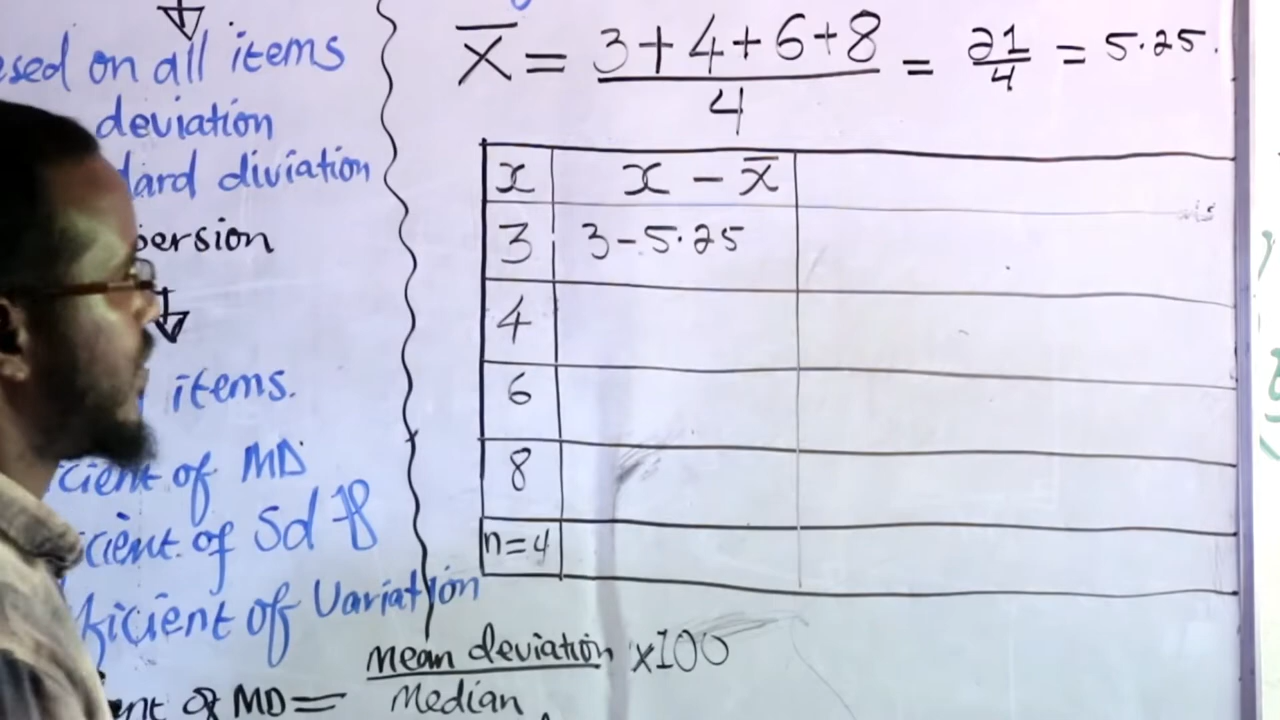 sed on all items
deviation
dard diviation
persion
items.
cient of MD
icient of Sd
ficient of Variation
ent of MD = mean deviation / Median ×100
X̄ = 3+4+6+8 / 4 = 21/4 = 5.25.
x x - x̄
3 3-5.25
4
6
8
n=4